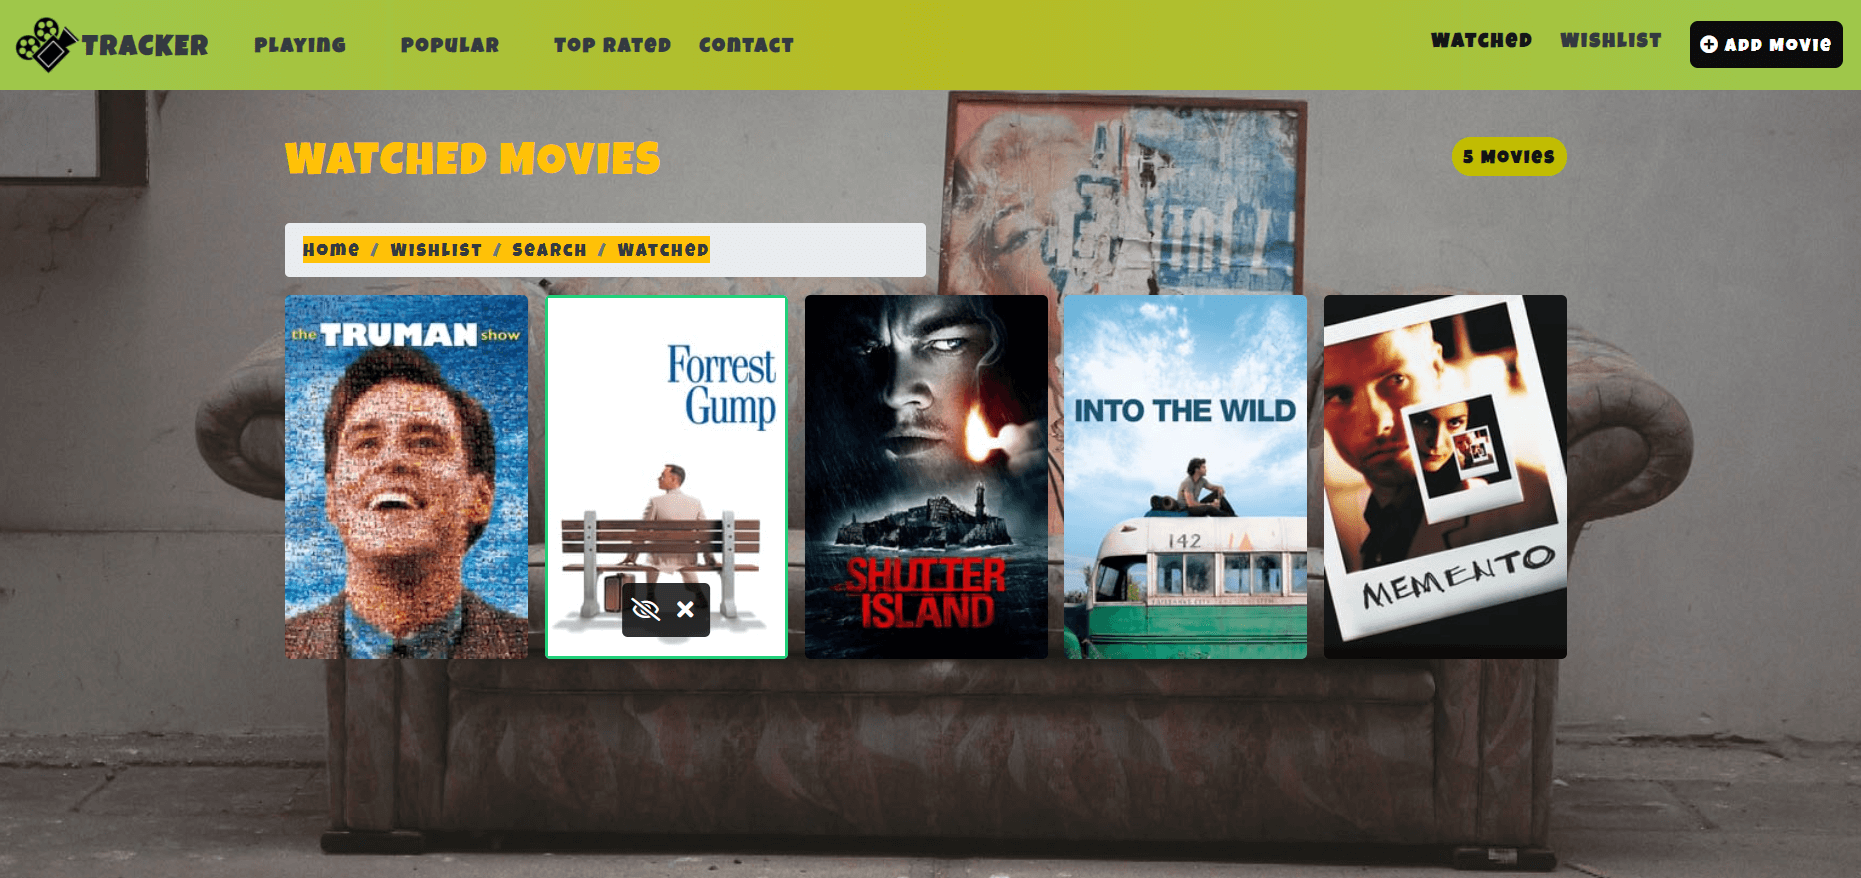 TRACKER PLAYING POPULAR TOP RATED CONTACT WATCHED WISHLIST ADD MOVIE
WATCHED MOVIES
5 MOVIES
Home / WISHLIST / SEARCH / WATCHED
the TRUMAN show
Forrest
Gump
SHUTTER
ISLAND
INTO THE WILD
142
MEMENTO